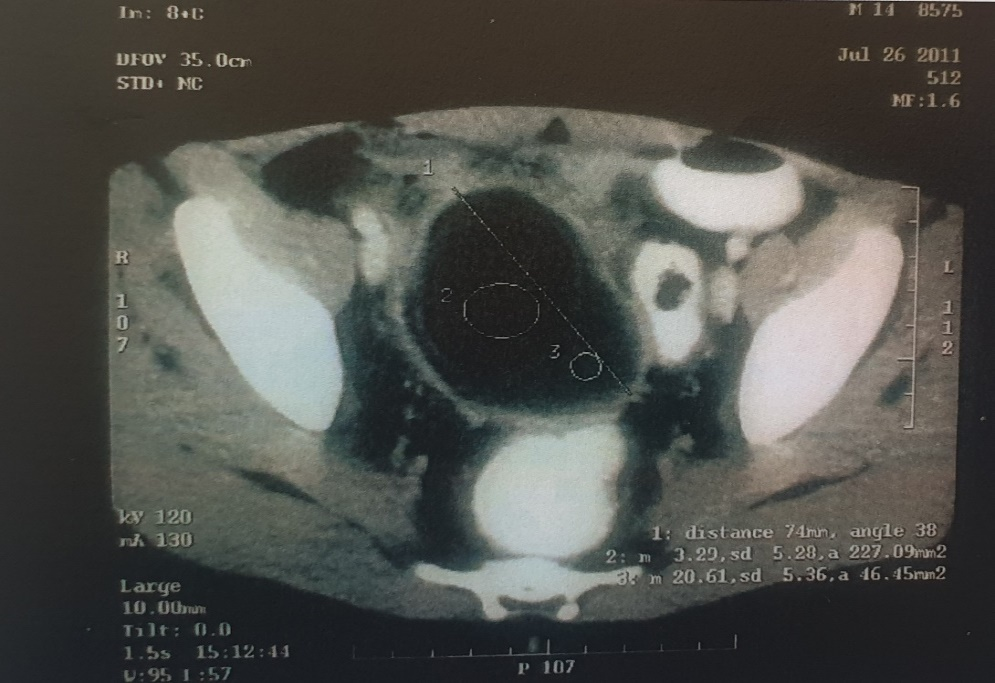 In: 8+C
DFOV 35.0cm
STD+ NC
M 14 8575
Jul 26 2011
512
MF:1.6
1
2
3
R
1
0
7
L
1
1
2
kV 120
mA 130
Large
10.00mm
Tilt: 0.0
1.5s 15:12:44
W:95 L:57
1: distance 74mm, angle 38
2: m 3.29,sd 5.28,a 227.09mm2
3: m 20.61,sd 5.36,a 46.45mm2
P 107